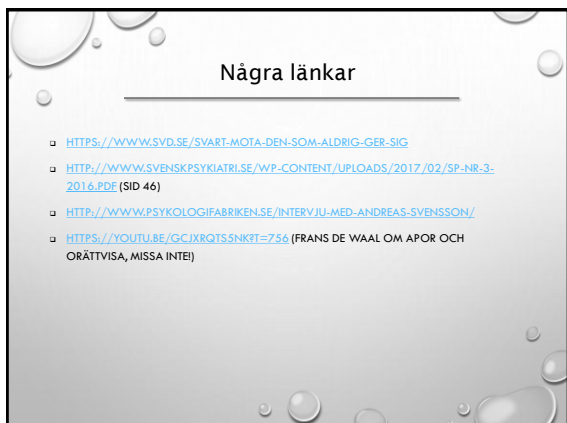 Några länkar
HTTPS://WWW.SVD.SE/SVART-MOTA-DEN-SOM-ALDRIG-GER-SIG
HTTP://WWW.SVENSKPSYKIATRI.SE/WP-CONTENT/UPLOADS/2017/02/SP-NR-3-
2016.PDF (SID 46)
HTTP://WWW.PSYKOLOGIFABRIKEN.SE/INTERVJU-MED-ANDREAS-SVENSSON/
HTTPS://YOUTU.BE/GCJXRQTS5NK?T=756 (FRANS DE WAAL OM APOR OCH
ORÄTTVISA, MISSA INTE!)